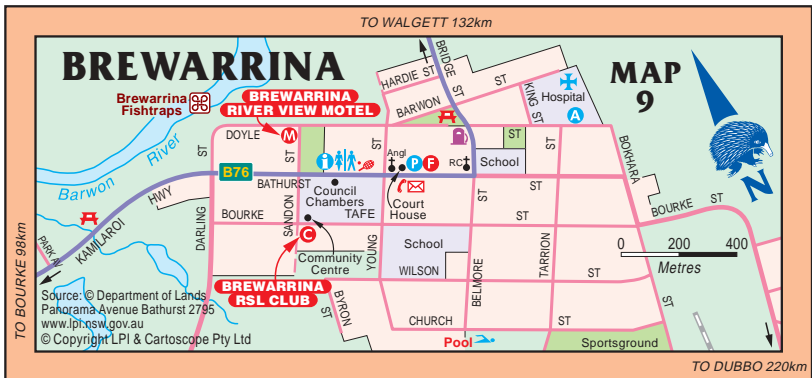 TO WALGETT 132km
BREWARRINA
MAP
9
Brewarrina
Fishtraps
BREWARRINA
RIVER VIEW MOTEL
HARDIE ST
BRIDGE
ST
BARWON
ST
KING ST
Hospital
A
DOYLE
M
ST
ST
Barwon River
B76
BATHURST
i
Angl
P
F
RC
School
ST
BOKHARA
ST
KAMILAROI HWY
PARK AV
DARLING
ST
BOURKE
SANDON
ST
Council
Chambers
TAFE
Court
House
C
Community
Centre
YOUNG
ST
School
WILSON
ST
BELMORE
ST
TARRION
ST
BOURKE ST
0 200 400
Metres
BREWARRINA
RSL CLUB
BYRON
ST
CHURCH
ST
Pool
Sportsground
ST
TO BOURKE 98km
Source: © Department of Lands
Panorama Avenue Bathurst 2795
www.lpi.nsw.gov.au
© Copyright LPI & Cartoscope Pty Ltd
N
TO DUBBO 220km